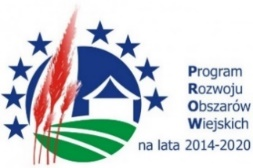 Program
Rozwoju
Obszarów
Wiejskich
na lata 2014-2020